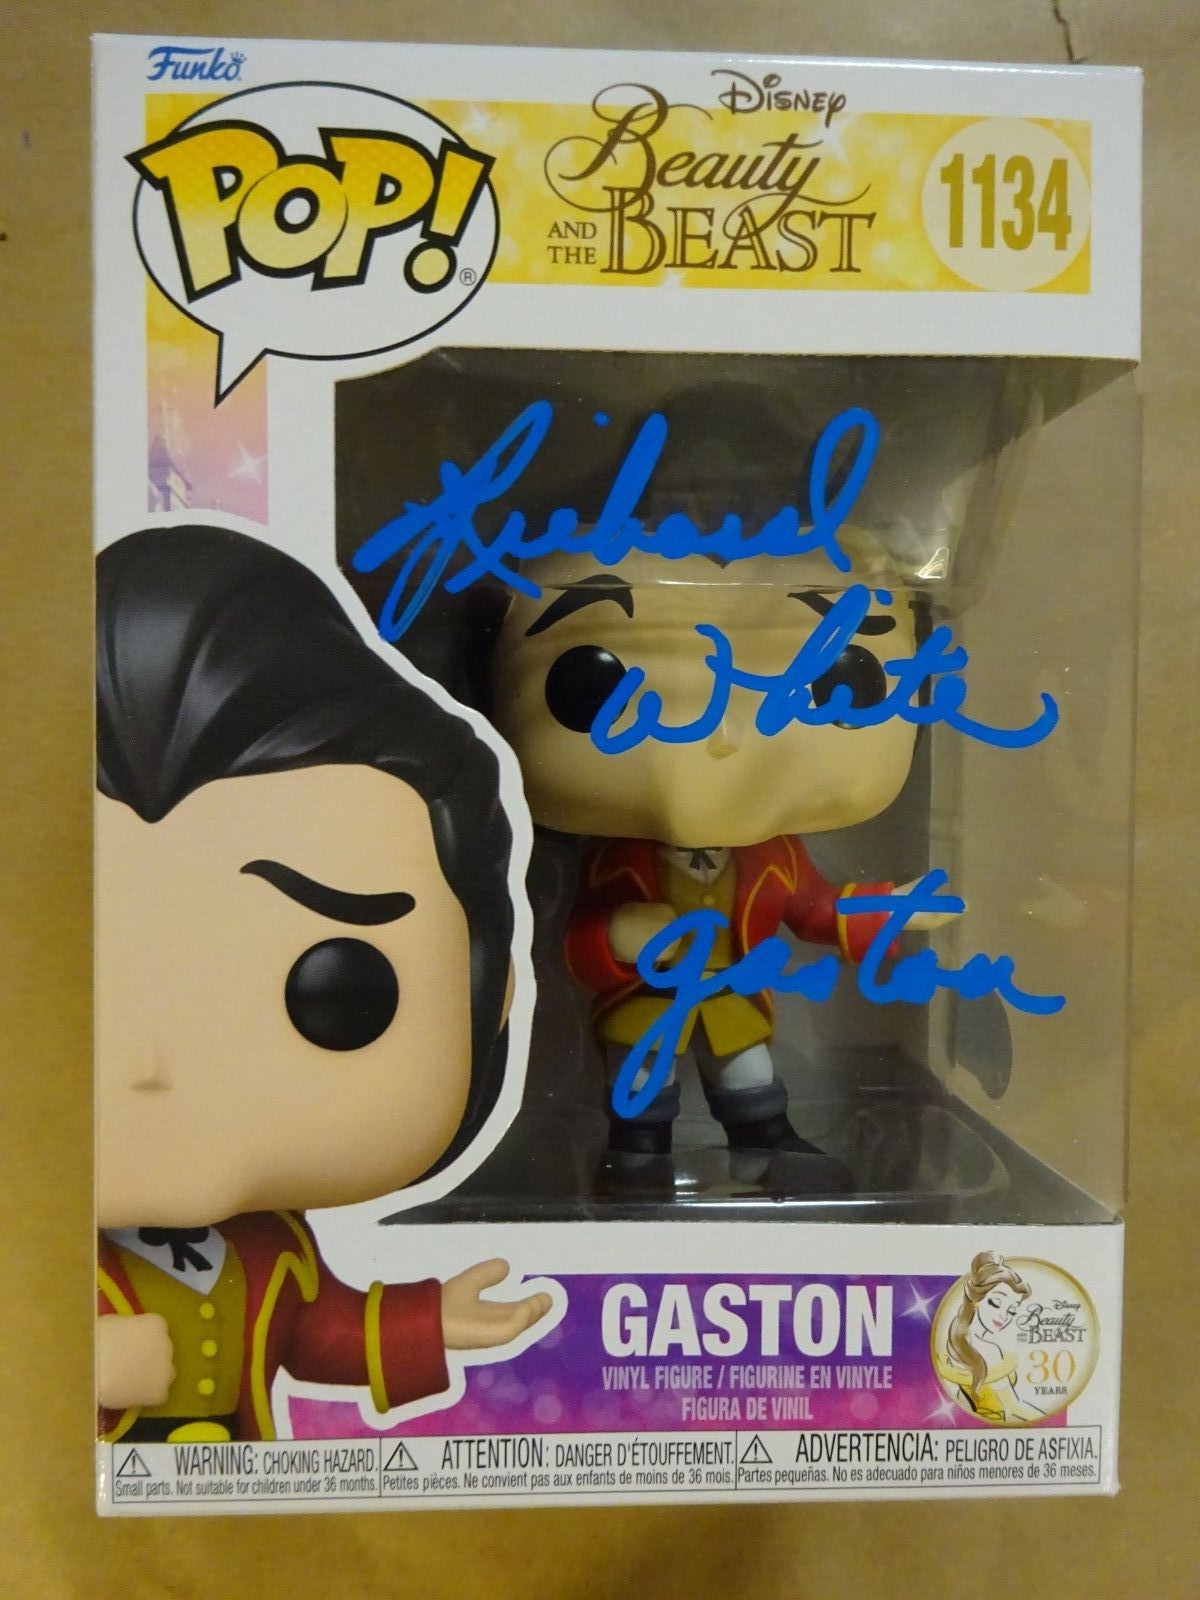 Funko
POP!®
Disney
Beauty
AND THE BEAST
1134
Richard
White
Gaston
GASTON
VINYL FIGURE / FIGURINE EN VINYLE
FIGURA DE VINIL
Disney
Beauty
AND THE BEAST
30
YEARS
WARNING: CHOKING HAZARD.
Small parts. Not suitable for children under 36 months.
ATTENTION: DANGER D'ÉTOUFFEMENT.
Petites pièces. Ne convient pas aux enfants de moins de 36 mois.
ADVERTENCIA: PELIGRO DE ASFIXIA.
Partes pequeñas. No es adecuado para niños menores de 36 meses.